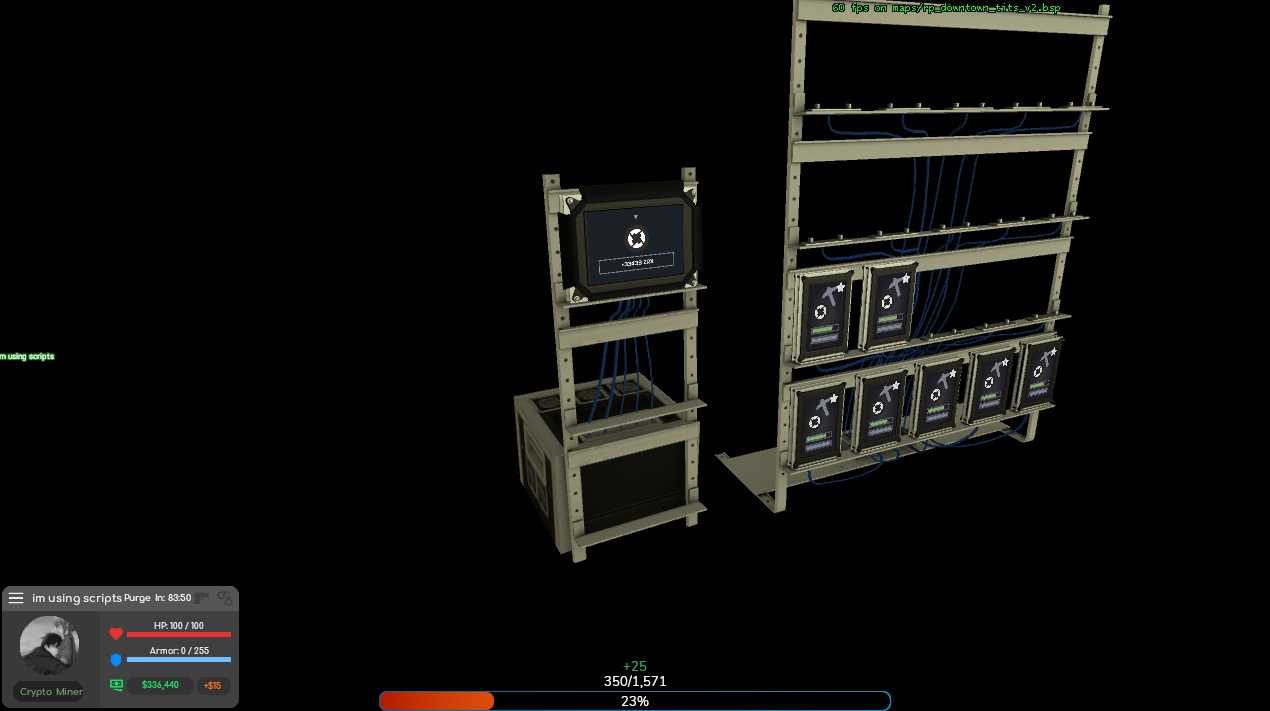 60 fps on maps/rp_downtown_tits_v2.bsp
m using scripts
im using scripts Purge In: 83:50
HP: 100 / 100
Armor: 0 / 255
Crypto Miner
$336,440
+$15
+25
350/1,571
23%